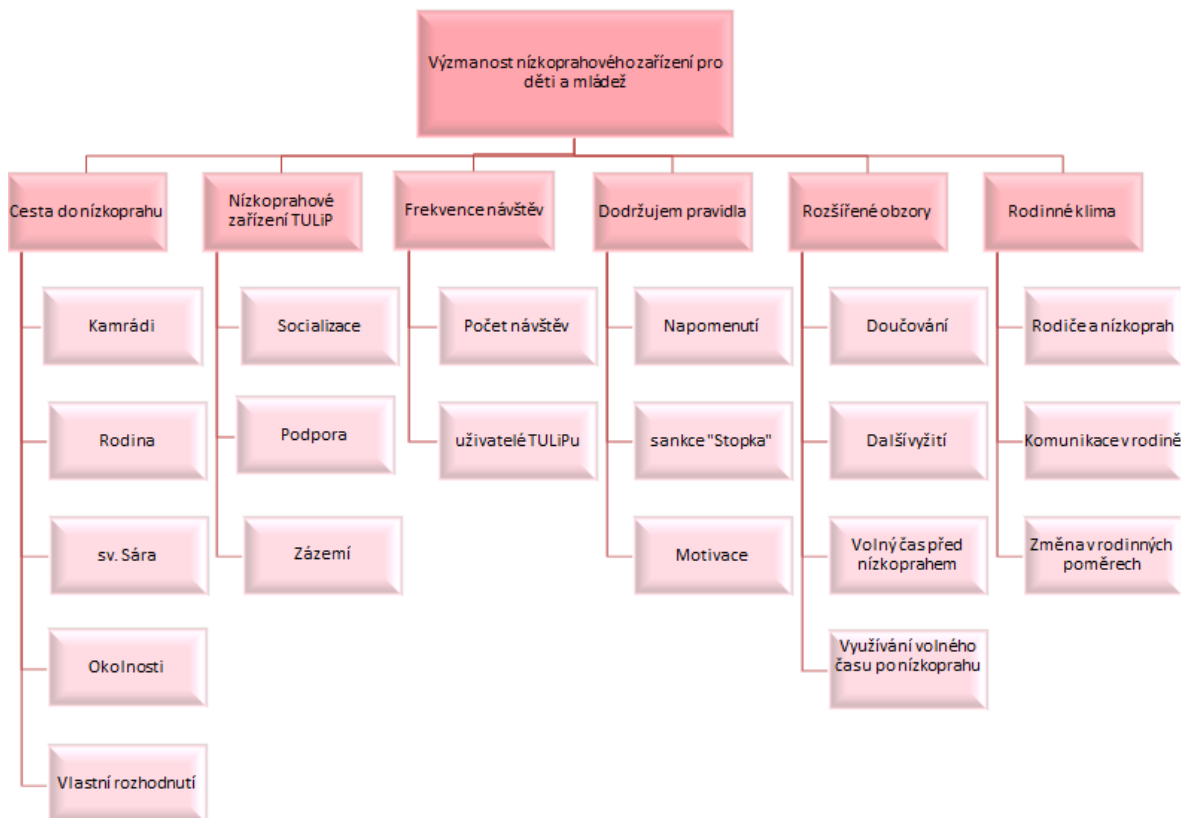 Výzmanost nízkoprahového zařízení pro
děti a mládež
Cesta do nízkoprahu
Kamrádi
Rodina
sv. Sára
Okolnosti
Vlastní rozhodnutí
Nízkoprahové
zařízení TULiP
Socializace
Podpora
Zázemí
Frekvence návštěv
Počet návštěv
uživatelé TULiPu
Dodržujem pravidla
Napomenutí
sankce "Stopka"
Motivace
Rozšířené obzory
Doučování
Další vyžití
Volný čas před
nízkoprahem
Využívání volného
času po nízkoprahu
Rodinné klima
Rodiče a nízkoprah
Komunikace v rodině
Změna v rodinných
poměrech